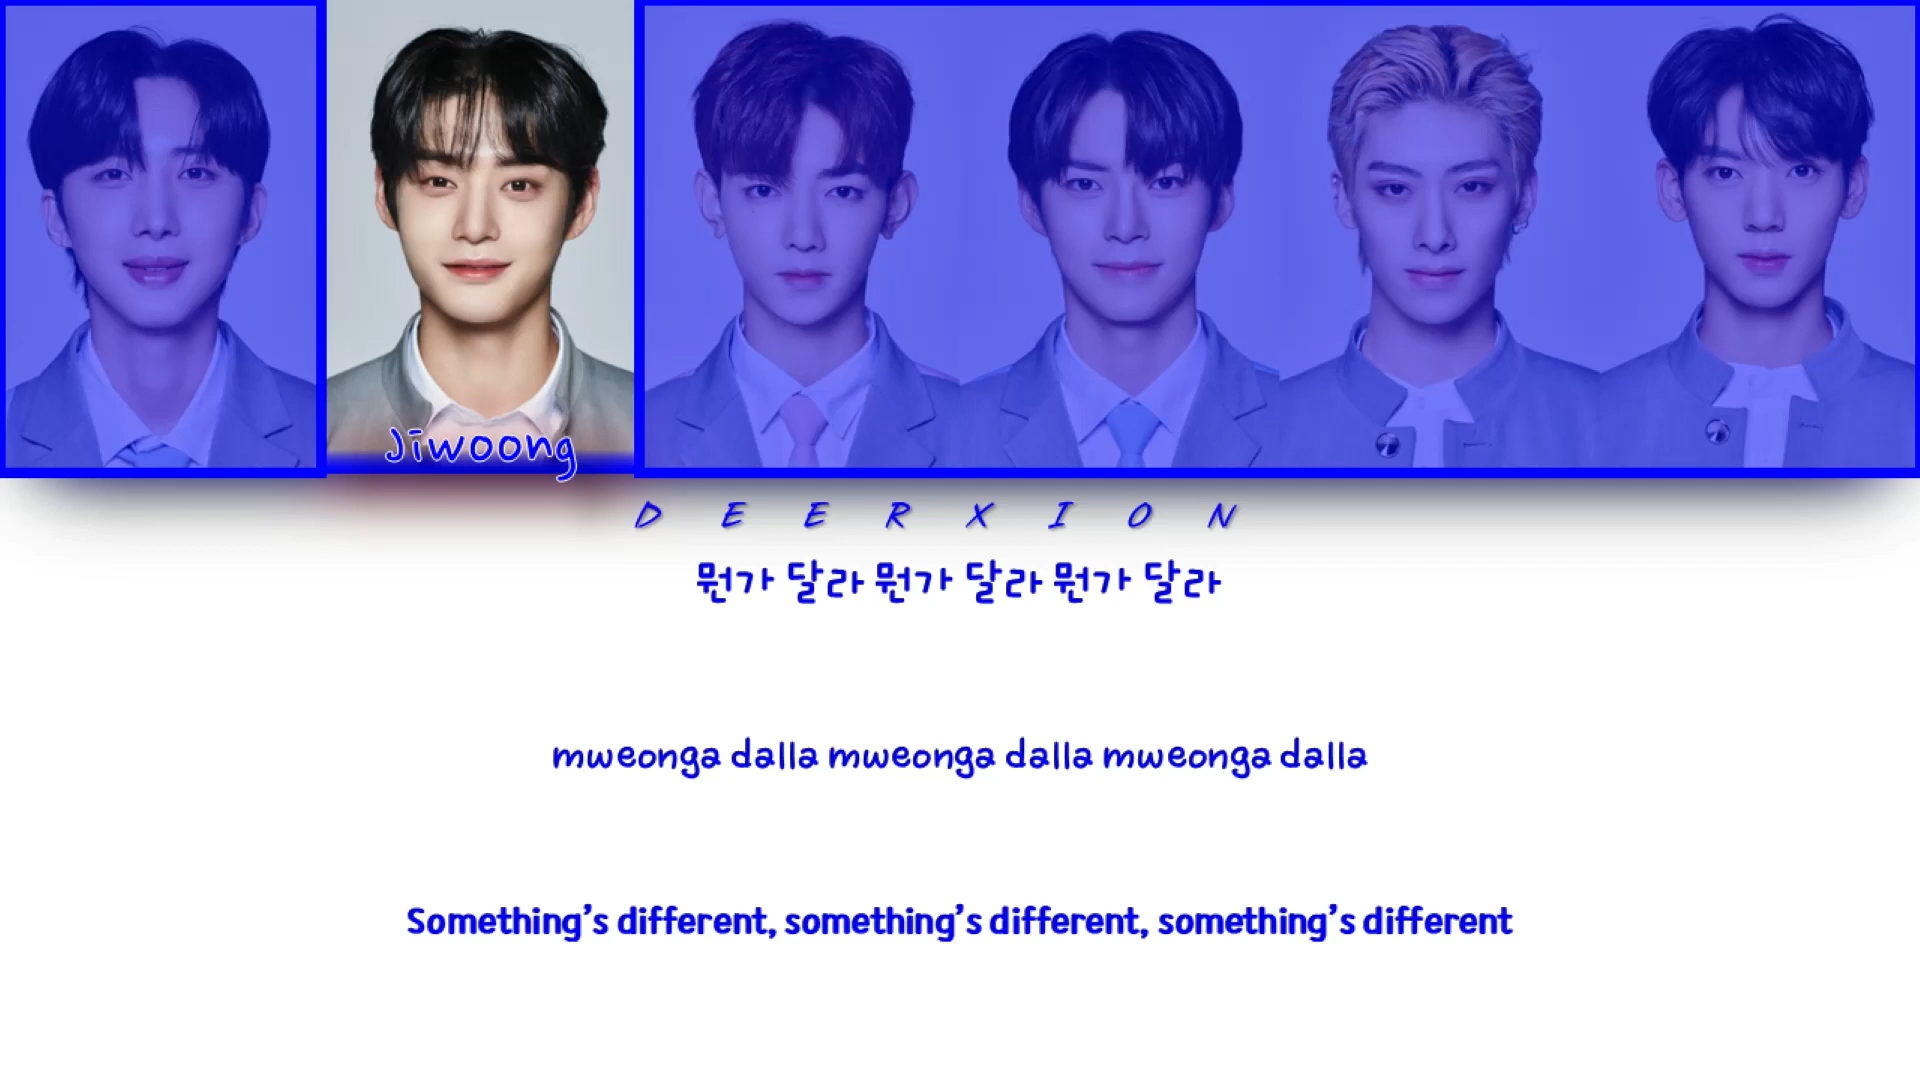 Jiwoong
DEERXION
뭔가 달라 뭔가 달라 뭔가 달라
mweonga dalla mweonga dalla mweonga dalla
Something's different, something's different, something's different